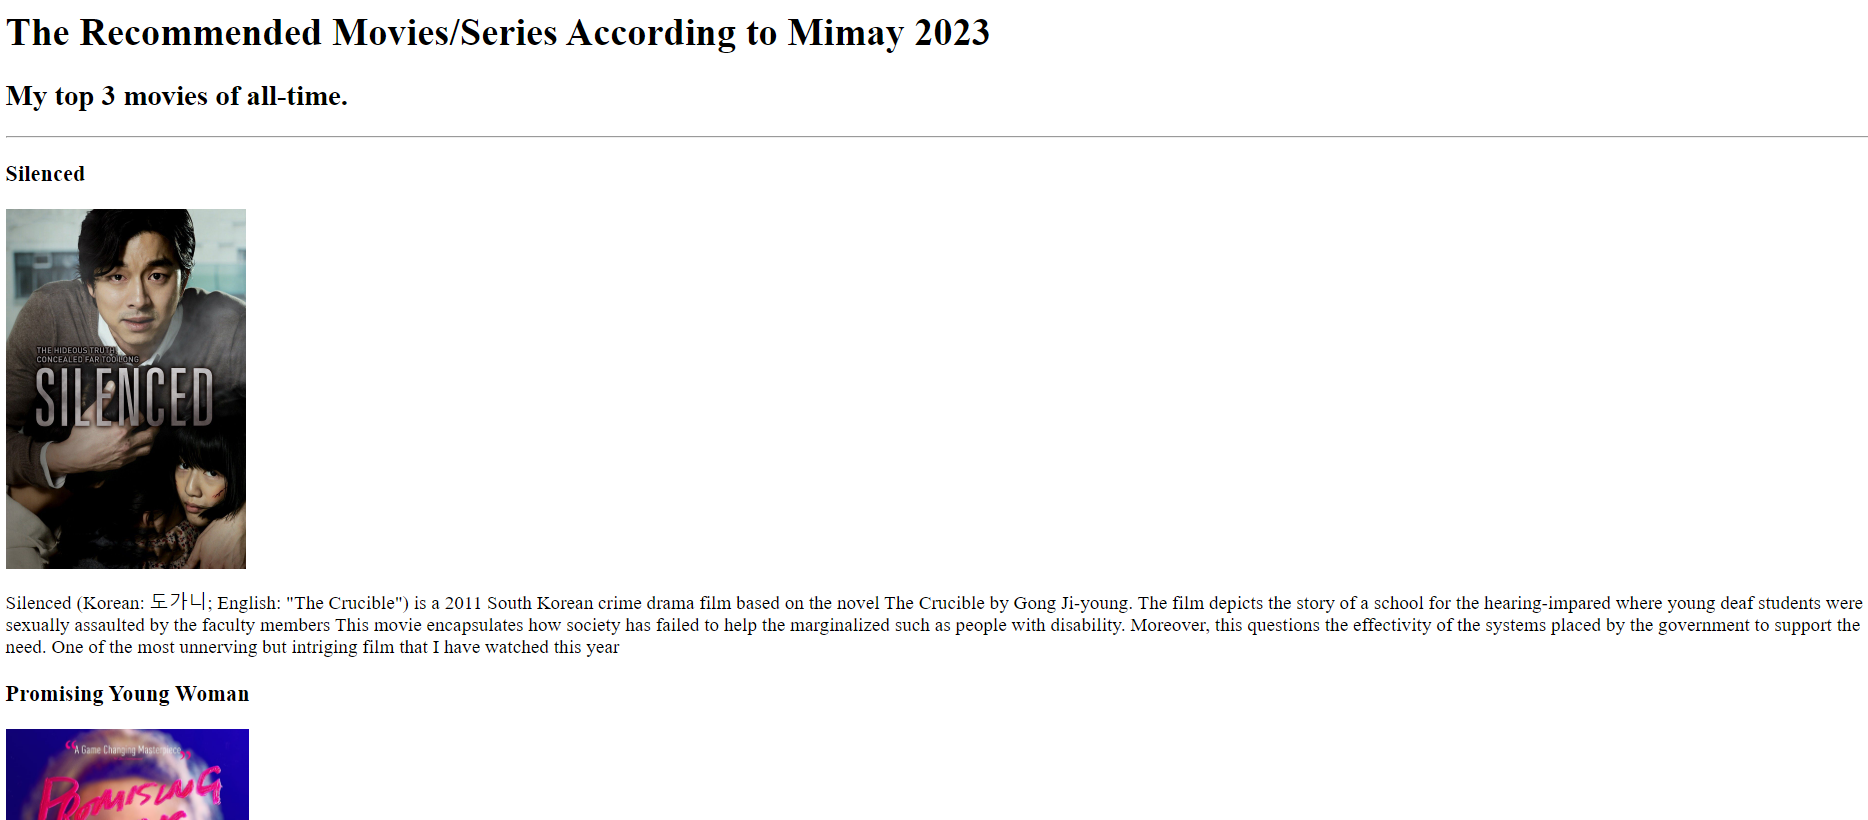 The Recommended Movies/Series According to Mimay 2023
My top 3 movies of all-time.
Silenced
THE HIDEOUS TRUTH
CONCEALED FAR TOO LONG
SILENCED
Silenced (Korean: 도가니; English: "The Crucible") is a 2011 South Korean crime drama film based on the novel The Crucible by Gong Ji-young. The film depicts the story of a school for the hearing-impared where young deaf students were
sexually assaulted by the faculty members This movie encapsulates how society has failed to help the marginalized such as people with disability. Moreover, this questions the effectivity of the systems placed by the government to support the
need. One of the most unnerving but intriging film that I have watched this year
Promising Young Woman
“A Game Changing Masterpiece„
PROMISING